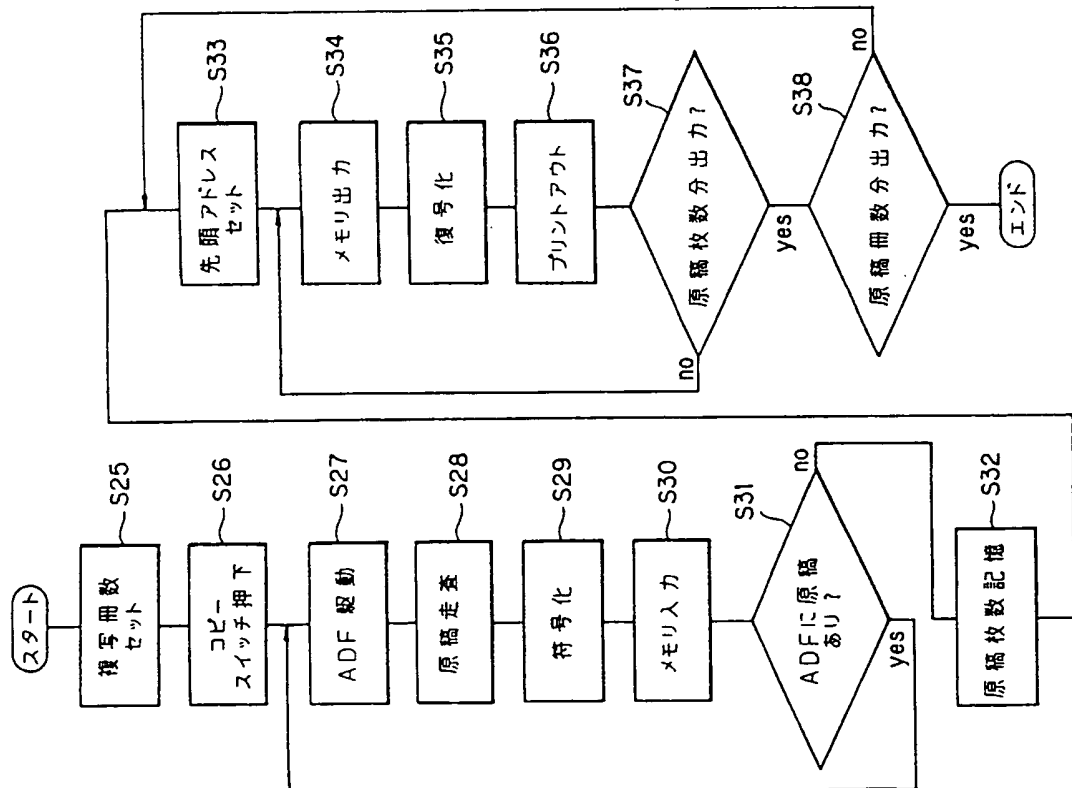 スタート
複写冊数
セット
S25
コピー
スイッチ押下
S26
ADF駆動
S27
原稿走査
S28
符号化
S29
メモリ入力
S30
ADFに原稿
あり?
S31
yes
no
原稿枚数記憶
S32
先頭アドレス
セット
S33
メモリ出力
S34
復号化
S35
プリントアウト
S36
原稿枚数分出力?
S37
no
yes
原稿冊数分出力?
S38
no
yes
エンド